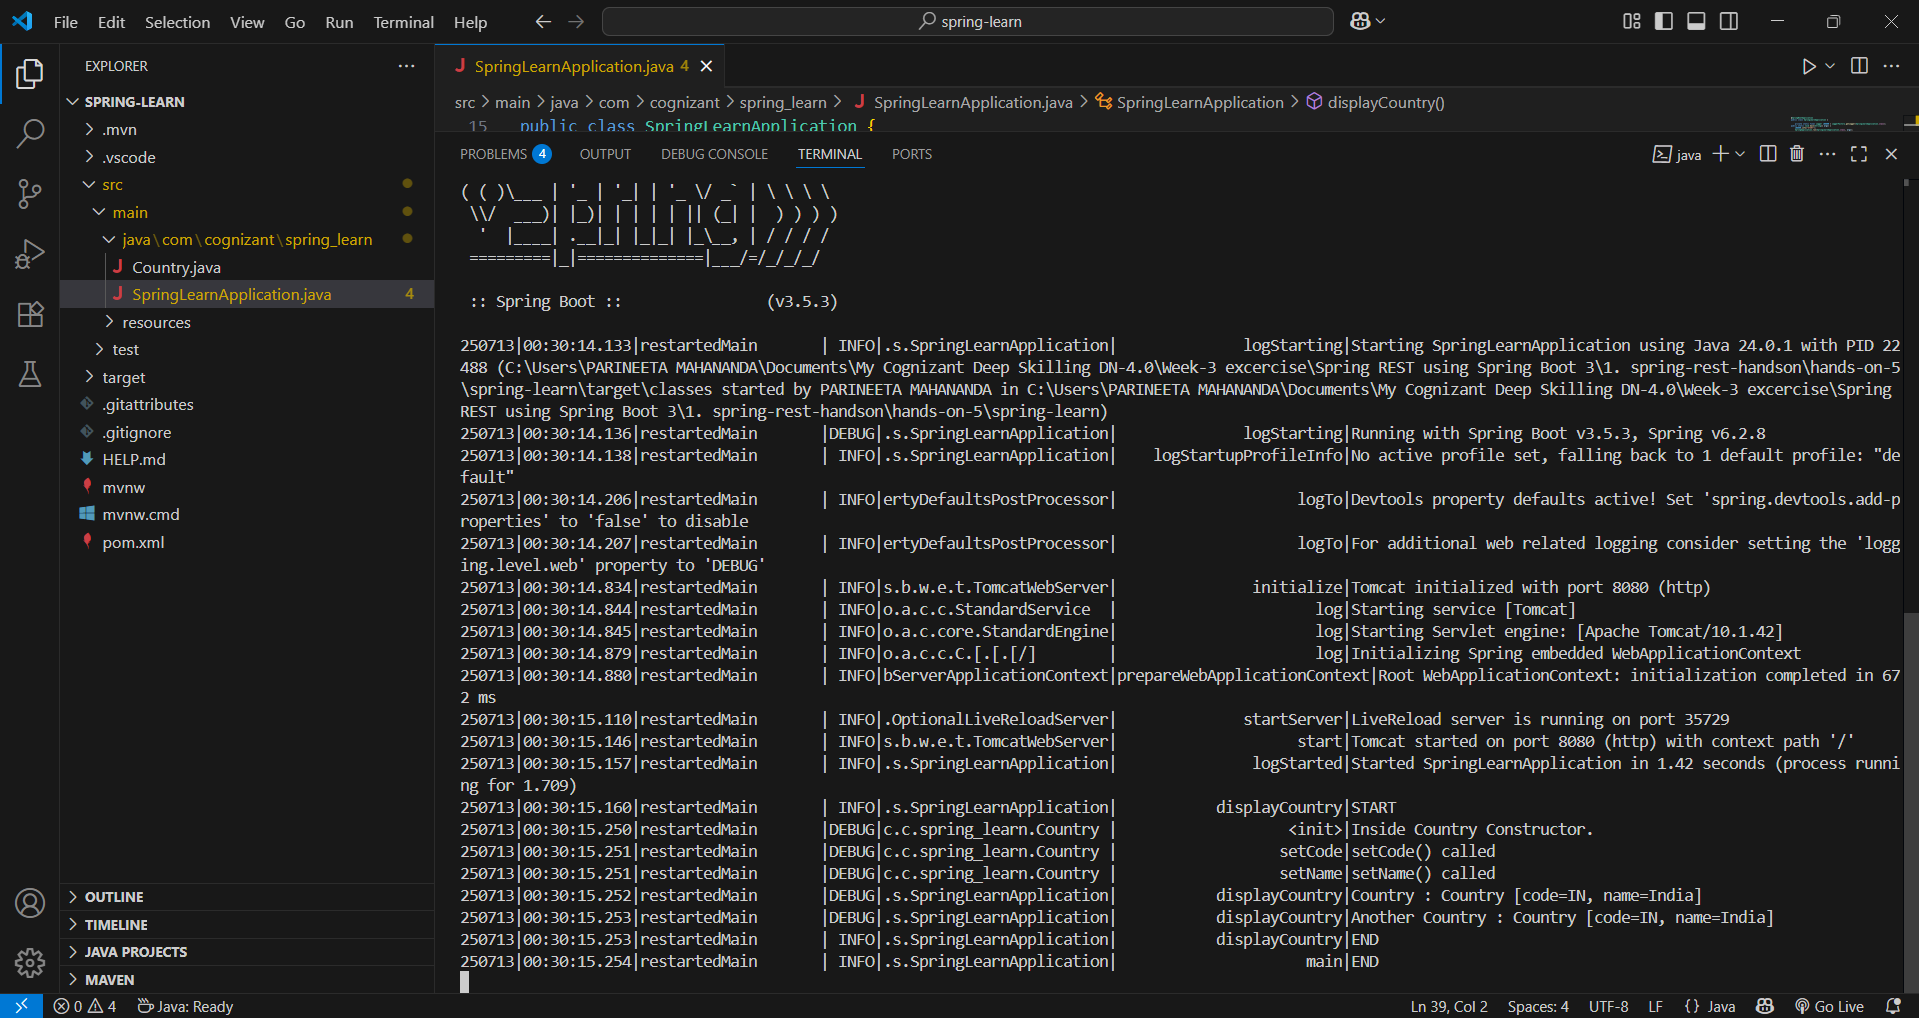 File Edit Selection View Go Run Terminal Help
spring-learn
EXPLORER
SPRING-LEARN
.mvn
.vscode
src
main
java\com\cognizant\spring_learn
Country.java
SpringLearnApplication.java 4
resources
test
target
.gitattributes
.gitignore
HELP.md
mvnw
mvnw.cmd
pom.xml
OUTLINE
TIMELINE
JAVA PROJECTS
MAVEN
SpringLearnApplication.java 4
src > main > java > com > cognizant > spring_learn > SpringLearnApplication.java > SpringLearnApplication > displayCountry()
15 public class SpringLearnApplication {
PROBLEMS 4 OUTPUT DEBUG CONSOLE TERMINAL PORTS
java
( ( )\___ | '_ | '_| | '_ \/ _` | \ \ \ \
 \\/  ___)| |_)| | | | | || (_| |  ) ) ) )
  '  |____| .__|_| |_|_| |_\__, | / / / /
 =========|_|==============|___/=/_/_/_/
:: Spring Boot ::                (v3.5.3)
250713|00:30:14.133|restartedMain       | INFO|.s.SpringLearnApplication|              logStarting|Starting SpringLearnApplication using Java 24.0.1 with PID 22
488 (C:\Users\PARINEETA MAHANANDA\Documents\My Cognizant Deep Skilling DN-4.0\Week-3 excercise\Spring REST using Spring Boot 3\1. spring-rest-handson\hands-on-5
\spring-learn\target\classes started by PARINEETA MAHANANDA in C:\Users\PARINEETA MAHANANDA\Documents\My Cognizant Deep Skilling DN-4.0\Week-3 excercise\Spring
REST using Spring Boot 3\1. spring-rest-handson\hands-on-5\spring-learn)
250713|00:30:14.136|restartedMain       |DEBUG|.s.SpringLearnApplication|              logStarting|Running with Spring Boot v3.5.3, Spring v6.2.8
250713|00:30:14.138|restartedMain       | INFO|.s.SpringLearnApplication|    logStartupProfileInfo|No active profile set, falling back to 1 default profile: "de
fault"
250713|00:30:14.206|restartedMain       | INFO|ertyDefaultsPostProcessor|                    logTo|Devtools property defaults active! Set 'spring.devtools.add-p
roperties' to 'false' to disable
250713|00:30:14.207|restartedMain       | INFO|ertyDefaultsPostProcessor|                    logTo|For additional web related logging consider setting the 'logg
ing.level.web' property to 'DEBUG'
250713|00:30:14.834|restartedMain       | INFO|s.b.w.e.t.TomcatWebServer|               initialize|Tomcat initialized with port 8080 (http)
250713|00:30:14.844|restartedMain       | INFO|o.a.c.c.StandardService  |                      log|Starting service [Tomcat]
250713|00:30:14.845|restartedMain       | INFO|o.a.c.core.StandardEngine|                      log|Starting Servlet engine: [Apache Tomcat/10.1.42]
250713|00:30:14.879|restartedMain       | INFO|o.a.c.c.C.[.[.[/]        |                      log|Initializing Spring embedded WebApplicationContext
250713|00:30:14.880|restartedMain       | INFO|bServerApplicationContext|prepareWebApplicationContext|Root WebApplicationContext: initialization completed in 67
2 ms
250713|00:30:15.110|restartedMain       | INFO|.OptionalLiveReloadServer|              startServer|LiveReload server is running on port 35729
250713|00:30:15.146|restartedMain       | INFO|s.b.w.e.t.TomcatWebServer|                    start|Tomcat started on port 8080 (http) with context path '/'
250713|00:30:15.157|restartedMain       | INFO|.s.SpringLearnApplication|               logStarted|Started SpringLearnApplication in 1.42 seconds (process runni
ng for 1.709)
250713|00:30:15.160|restartedMain       | INFO|.s.SpringLearnApplication|           displayCountry|START
250713|00:30:15.250|restartedMain       |DEBUG|c.c.spring_learn.Country |                   <init>|Inside Country Constructor.
250713|00:30:15.251|restartedMain       |DEBUG|c.c.spring_learn.Country |                  setCode|setCode() called
250713|00:30:15.251|restartedMain       |DEBUG|c.c.spring_learn.Country |                  setName|setName() called
250713|00:30:15.252|restartedMain       |DEBUG|.s.SpringLearnApplication|           displayCountry|Country : Country [code=IN, name=India]
250713|00:30:15.253|restartedMain       |DEBUG|.s.SpringLearnApplication|           displayCountry|Another Country : Country [code=IN, name=India]
250713|00:30:15.253|restartedMain       | INFO|.s.SpringLearnApplication|           displayCountry|END
250713|00:30:15.254|restartedMain       | INFO|.s.SpringLearnApplication|                     main|END
0 4 Java: Ready Ln 39, Col 2 Spaces: 4 UTF-8 LF {} Java Go Live